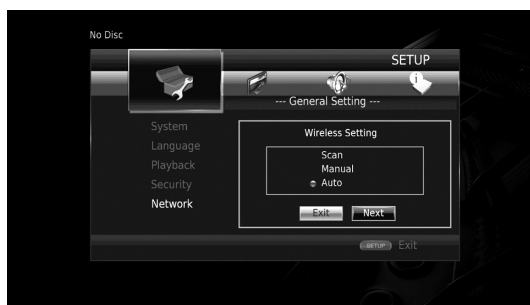 No Disc
SETUP
--- General Setting ---
System
Language
Playback
Security
Network
Wireless Setting
Scan
Manual
Auto
Exit Next
SETUP Exit